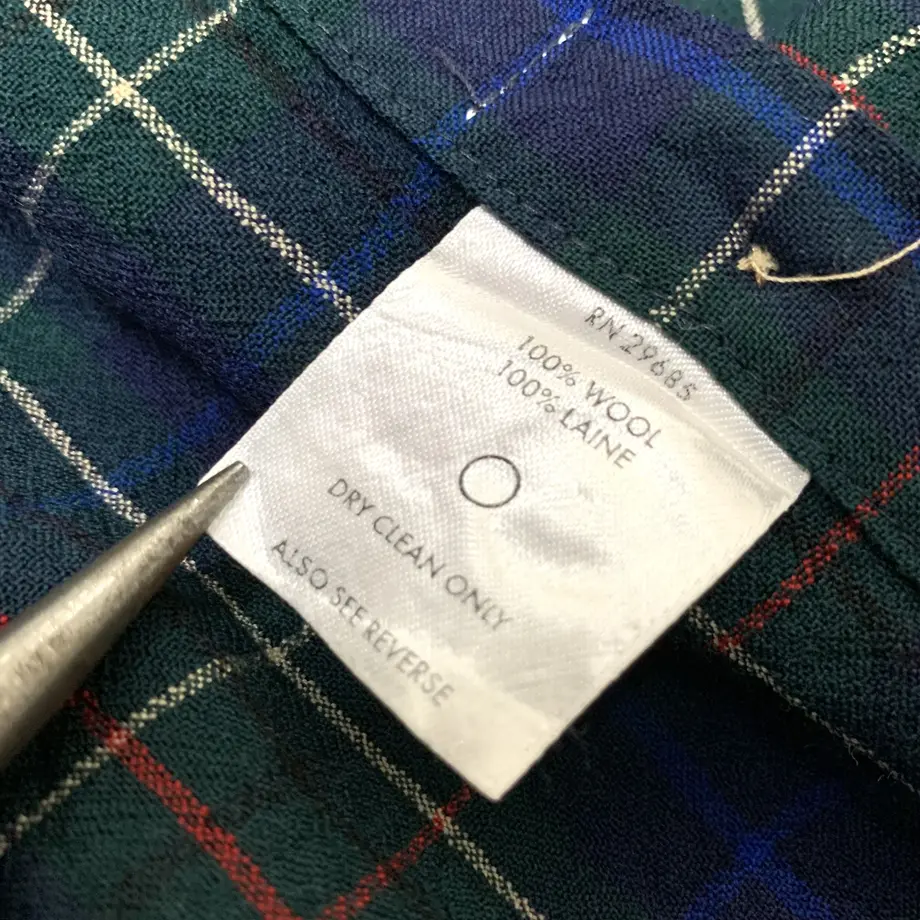 RN 29685
100% WOOL
100% LAINE
DRY CLEAN ONLY
ALSO SEE REVERSE